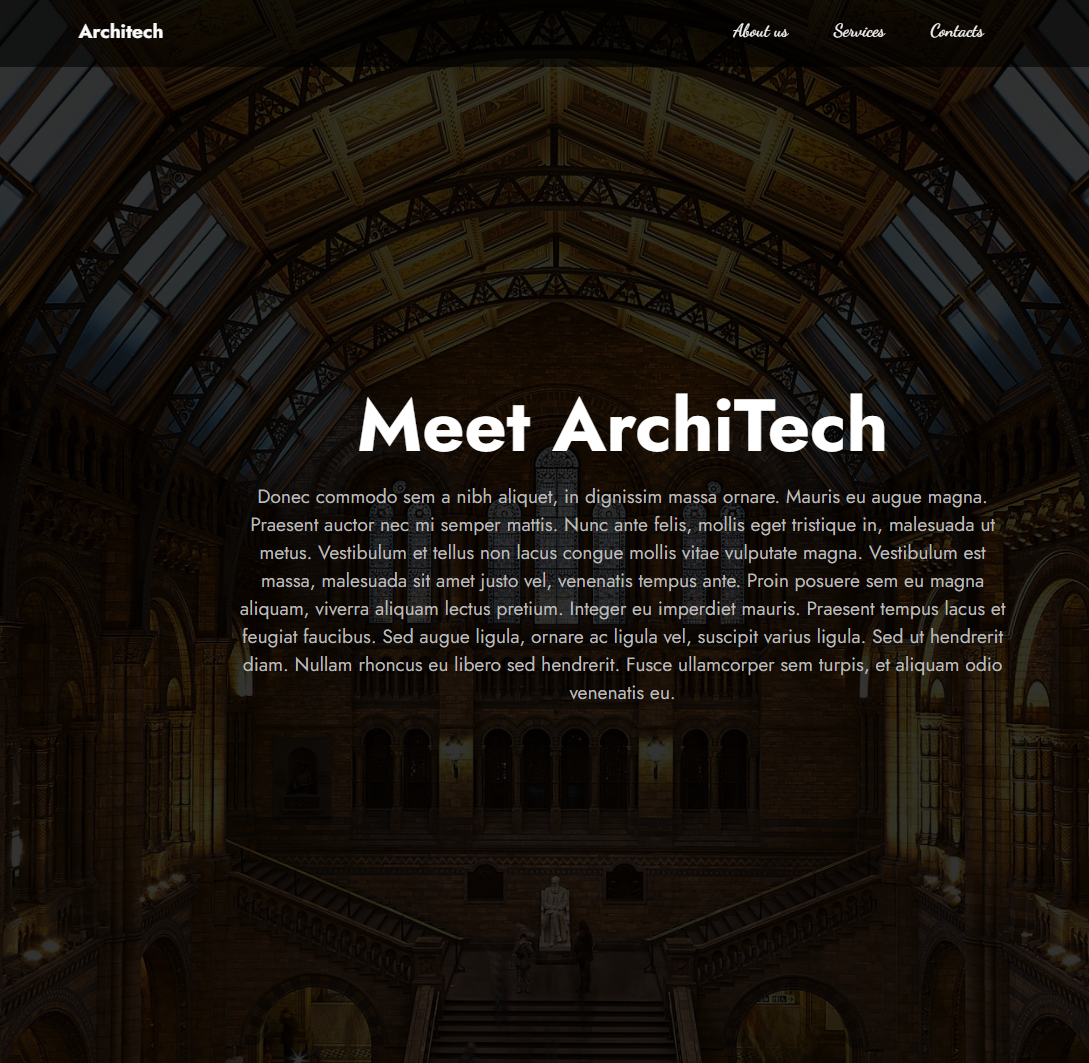 Architech
About us
Services
Contacts
Meet ArchiTech
Donec commodo sem a nibh aliquet, in dignissim massa ornare. Mauris eu augue magna.
Praesent auctor nec mi semper mattis. Nunc ante felis, mollis eget tristique in, malesuada ut
metus. Vestibulum et tellus non lacus congue mollis vitae vulputate magna. Vestibulum est
massa, malesuada sit amet justo vel, venenatis tempus ante. Proin posuere sem eu magna
aliquam, viverra aliquam lectus pretium. Integer eu imperdiet mauris. Praesent tempus lacus et
feugiat faucibus. Sed augue ligula, ornare ac ligula vel, suscipit varius ligula. Sed ut hendrerit
diam. Nullam rhoncus eu libero sed hendrerit. Fusce ullamcorper sem turpis, et aliquam odio
venenatis eu.